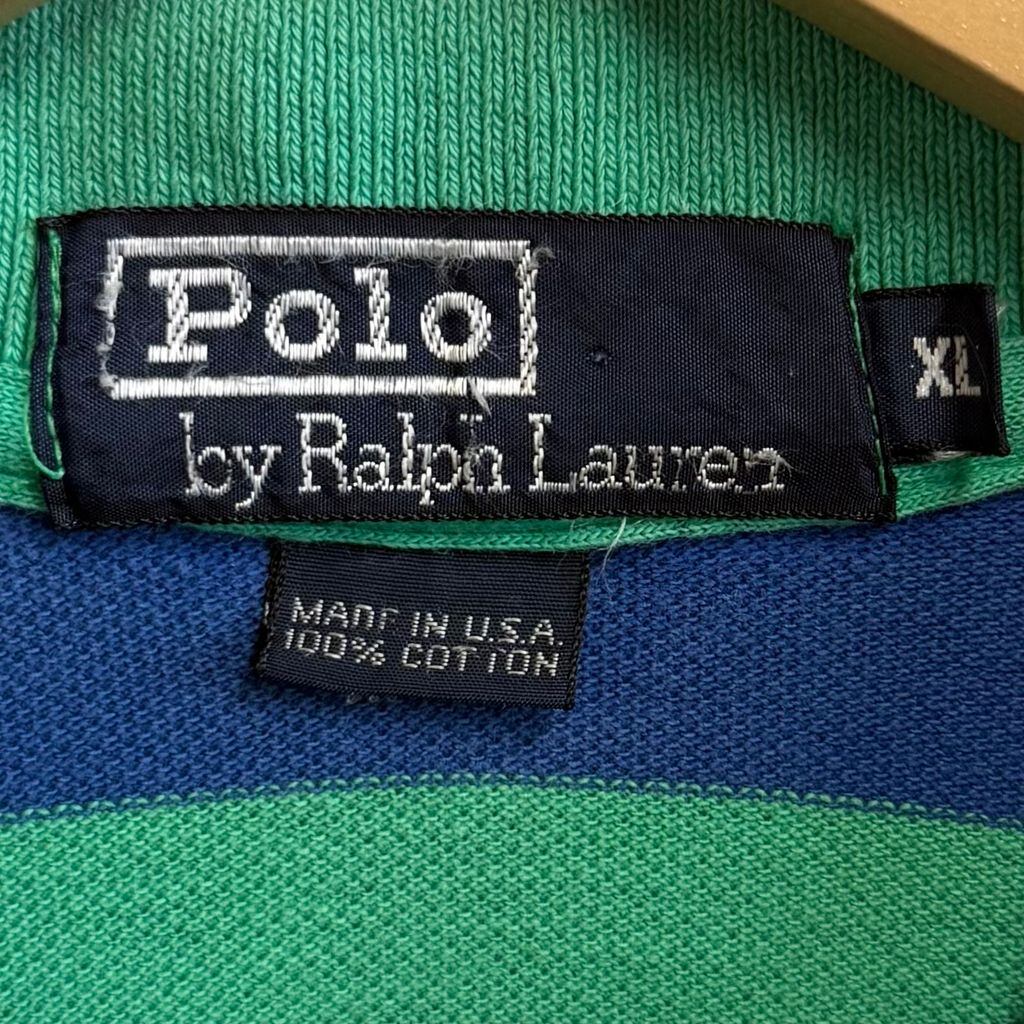 Polo
by Ralph Lauren
XL
MADE IN U.S.A.
100% COTTON